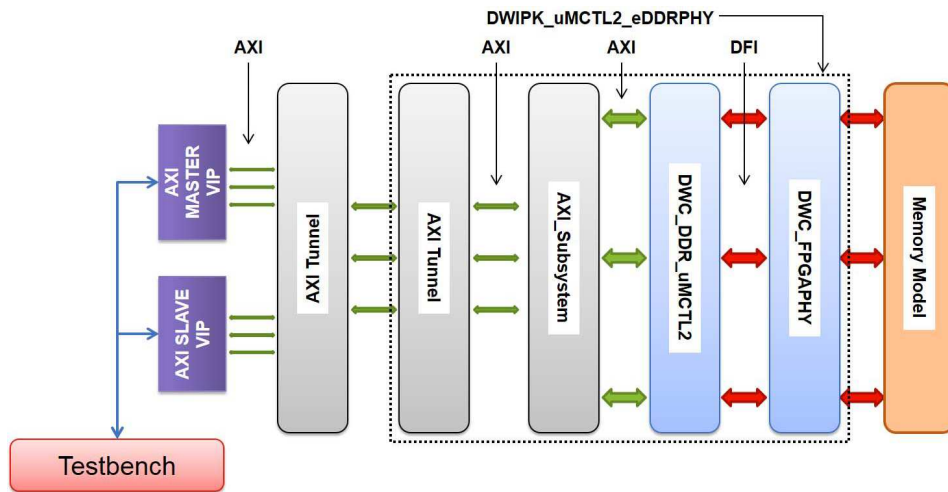 DWIPK_uMCTL2_eDDRPHY
AXI
AXI
AXI
DFI
AXI
MASTER
VIP
AXI SLAVE
VIP
AXI Tunnel
AXI Tunnel
AXI_Subsystem
DWC_DDR_uMCTL2
DWC_FPGAPHY
Memory Model
Testbench